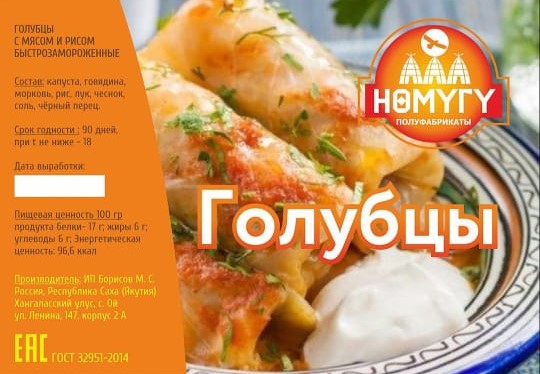 ГОЛУБЦЫ
С МЯСОМ И РИСОМ
БЫСТРОЗАМОРОЖЕННЫЕ
Состав: капуста, говядина,
морковь, рис, лук, чеснок,
соль, чёрный перец.
Срок годности : 90 дней,
при t не ниже - 18
Дата выработки:
Пищевая ценность 100 гр
продукта белки- 17 г; жиры 6 г;
углеводы 6 г; Энергетическая
ценность: 96,6 ккал
Производитель: ИП Борисов М. С.
Россия, Республика Саха (Якутия)
Хангаласский улус, с. Ой
ул. Ленина, 147, корпус 2 А
ЕАС ГОСТ 32951-2014
НӨМҮГҮ
ПОЛУФАБРИКАТЫ
Голубцы